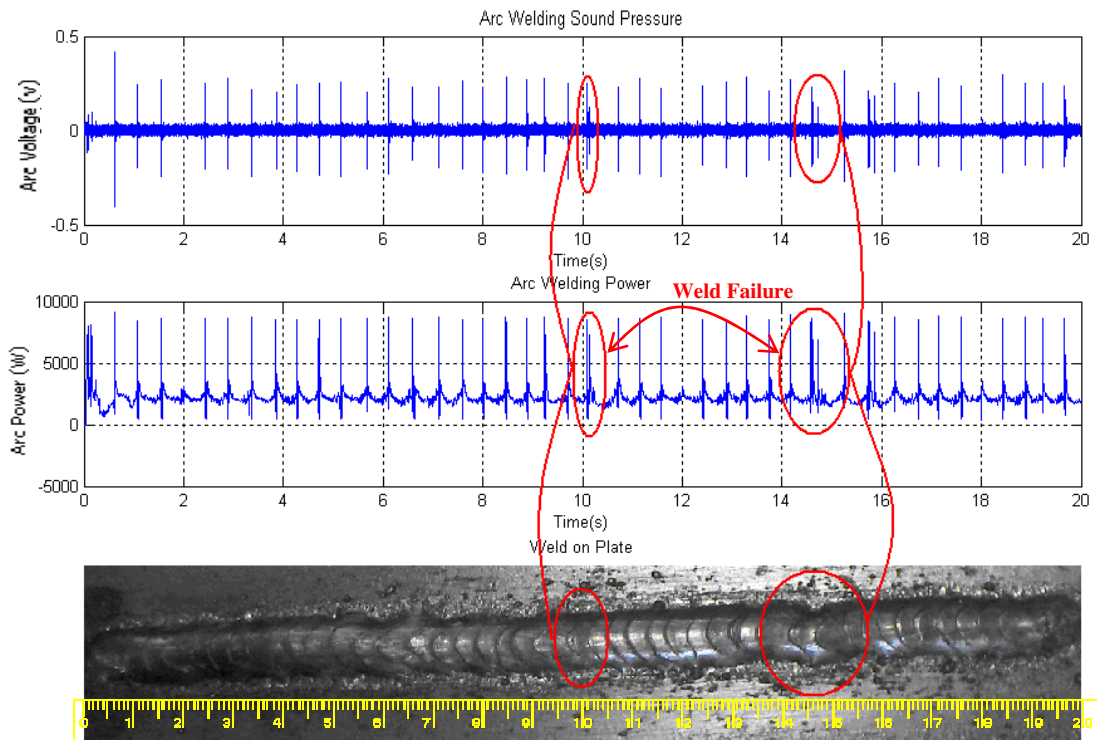 Arc Welding Sound Pressure
Arc Voltage (v)
0.5
0
-0.5
0 2 4 6 8 10 12 14 16 18 20
Time(s)
Arc Welding Power
Weld Failure
Arc Power (W)
10000
5000
0
-5000
0 2 4 6 8 10 12 14 16 18 20
Time(s)
Weld on Plate
0 1 2 3 4 5 6 7 8 9 10 11 12 13 14 15 16 17 18 19 20